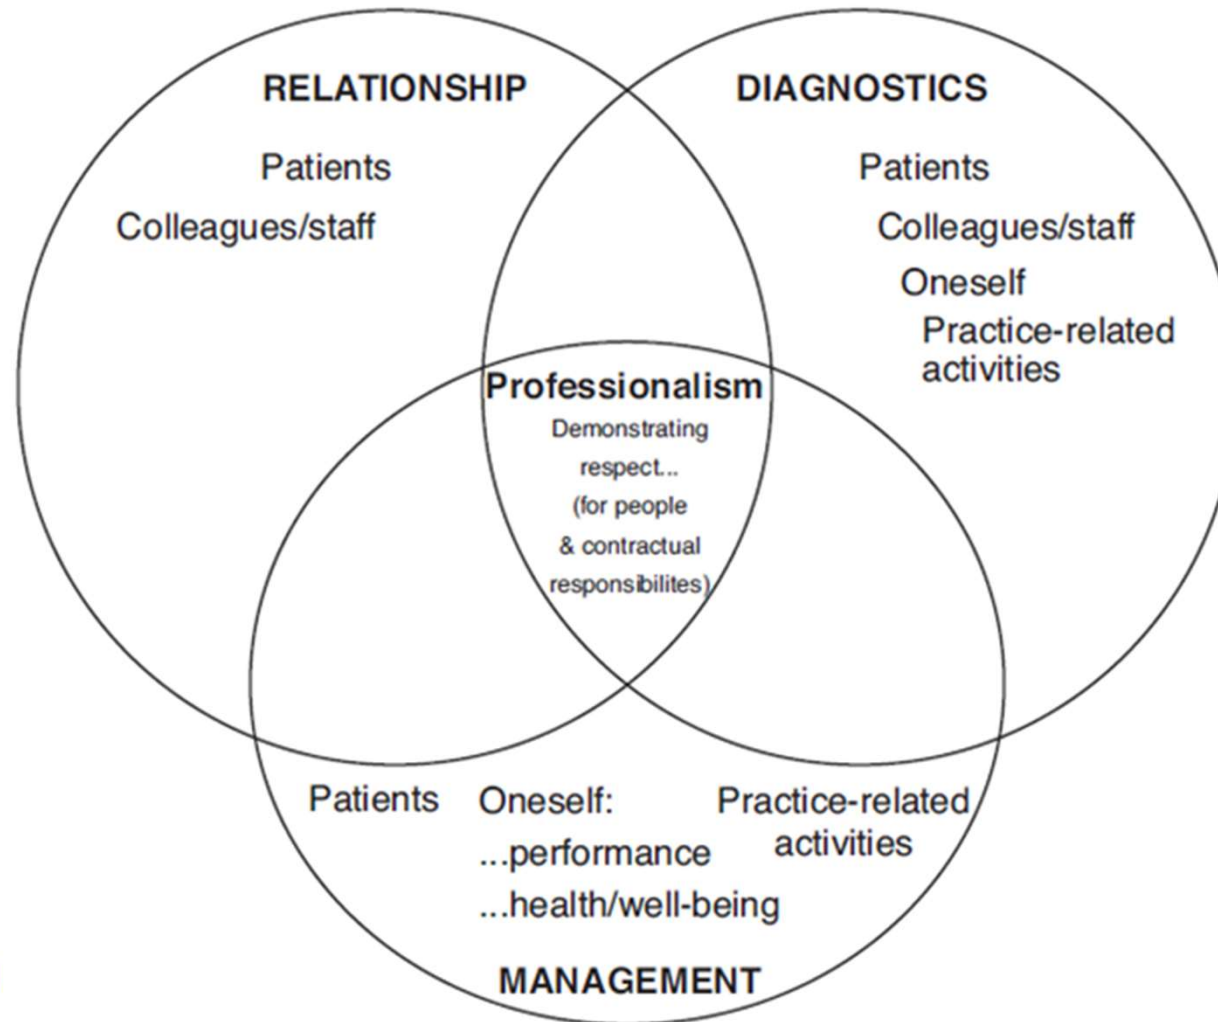 RELATIONSHIP
Patients
Colleagues/staff
DIAGNOSTICS
Patients
Colleagues/staff
Oneself
Practice-related
activities
Professionalism
Demonstrating
respect...
(for people
& contractual
responsibilites)
Patients
Oneself:
...performance
...health/well-being
Practice-related
activities
MANAGEMENT